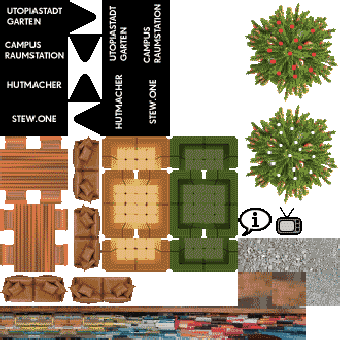 UTOPIASTADT
GARTEN
CAMPUS
RAUMSTATION
HUTMACHER
STEW.ONE
UTOPIASTADT
GARTEN
CAMPUS
RAUMSTATION
HUTMACHER
STEW.ONE
i